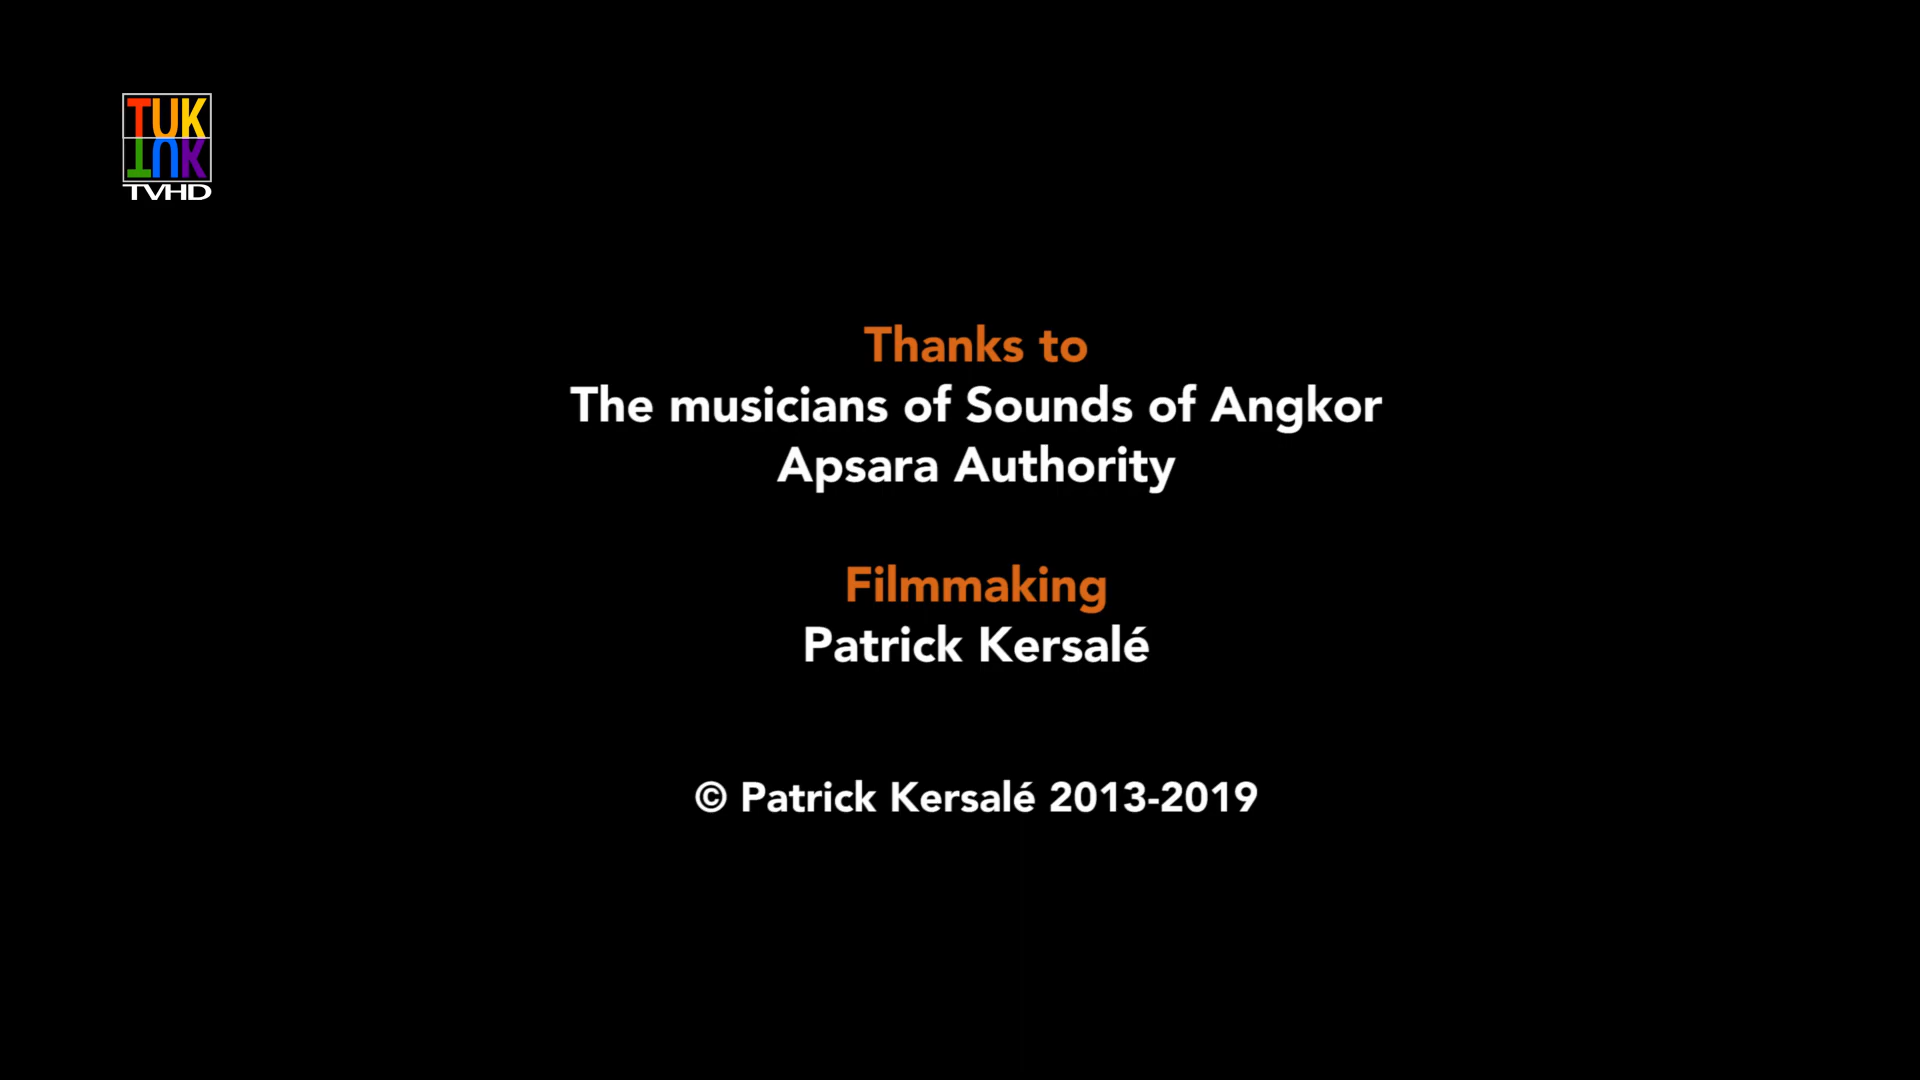 TUK
TUK
TVHD
Thanks to
The musicians of Sounds of Angkor
Apsara Authority
Filmmaking
Patrick Kersalé
© Patrick Kersalé 2013-2019